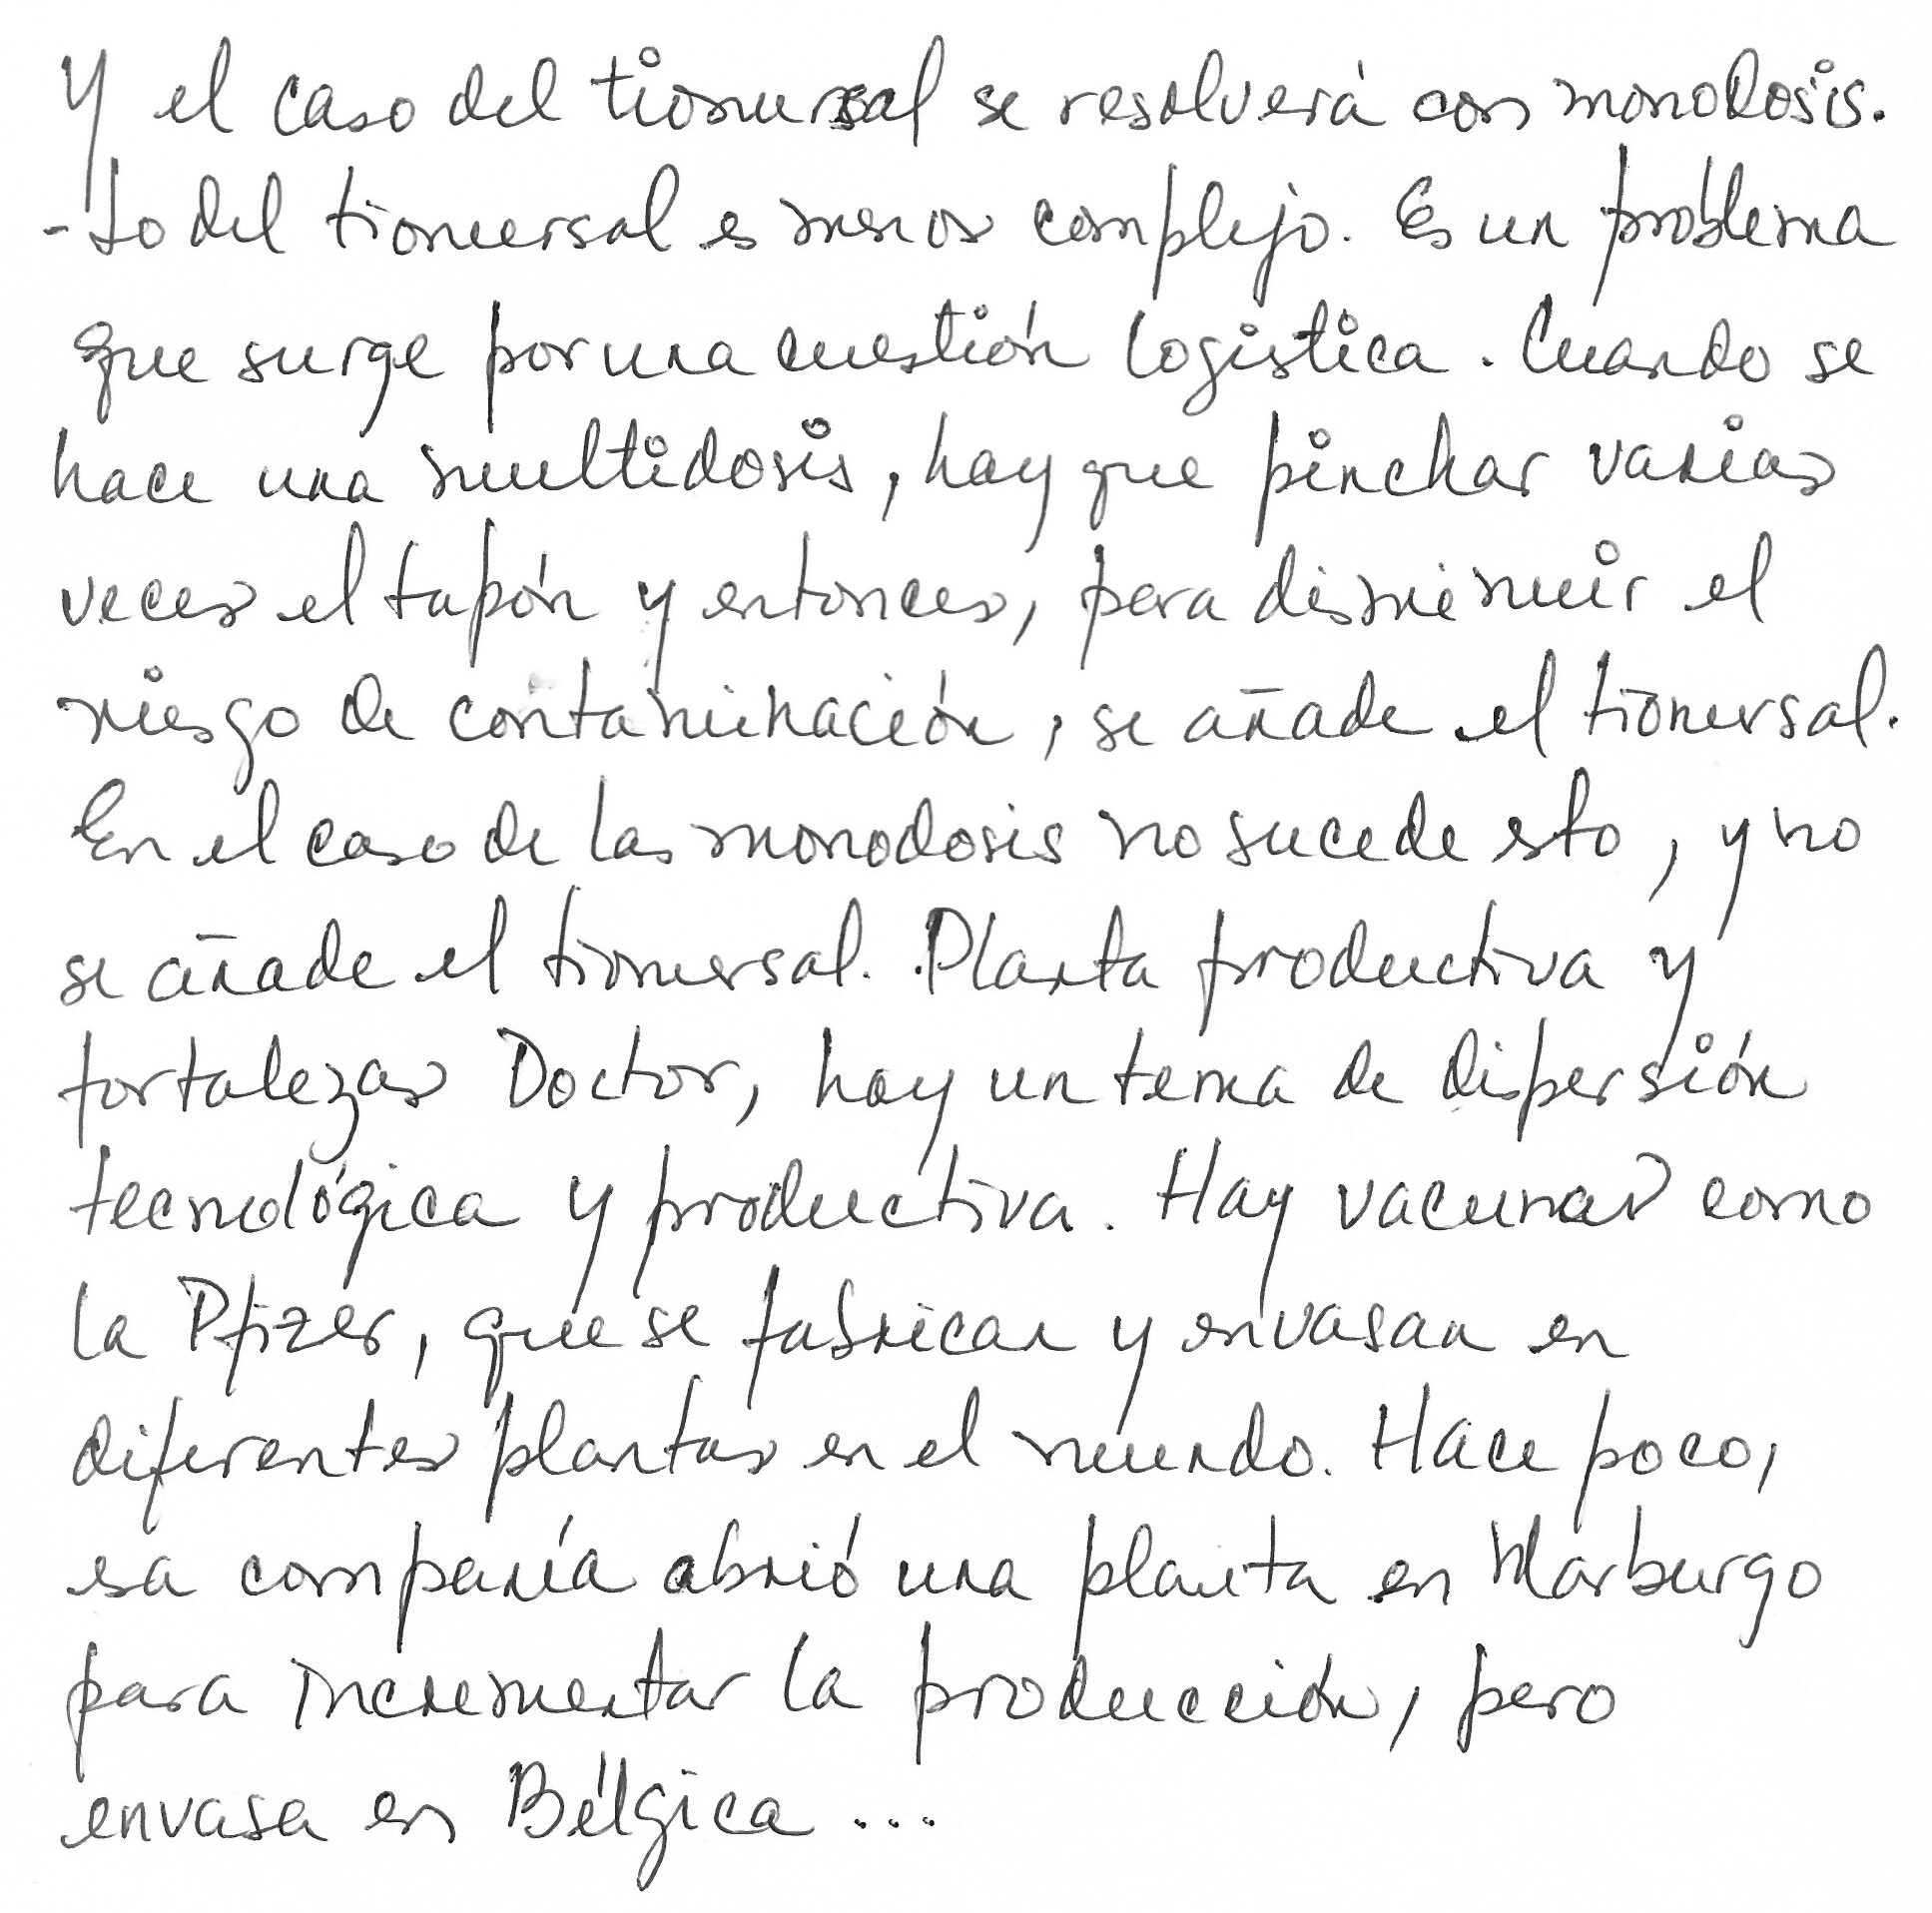 Y el caso del tiomersal se resolverá con monodosis.
- Lo del tiomersal es menos complejo. Es un problema
que surge por una cuestión logística. Cuando se
hace una multidosis, hay que pinchar varias
veces el tapón y entonces, para disminuir el
riesgo de contaminación, se añade el tiomersal.
En el caso de las monodosis no sucede esto, y no
se añade el tiomersal. Planta productiva y
fortalezas Doctor, hay un tema de dispersión
tecnológica y productiva. Hay vacunas como
la Pfizer, que se fabrican y envasan en
diferentes plantas en el mundo. Hace poco,
esa compañía abrió una planta en Marburgo
para incrementar la producción, pero
envasa en Bélgica ...